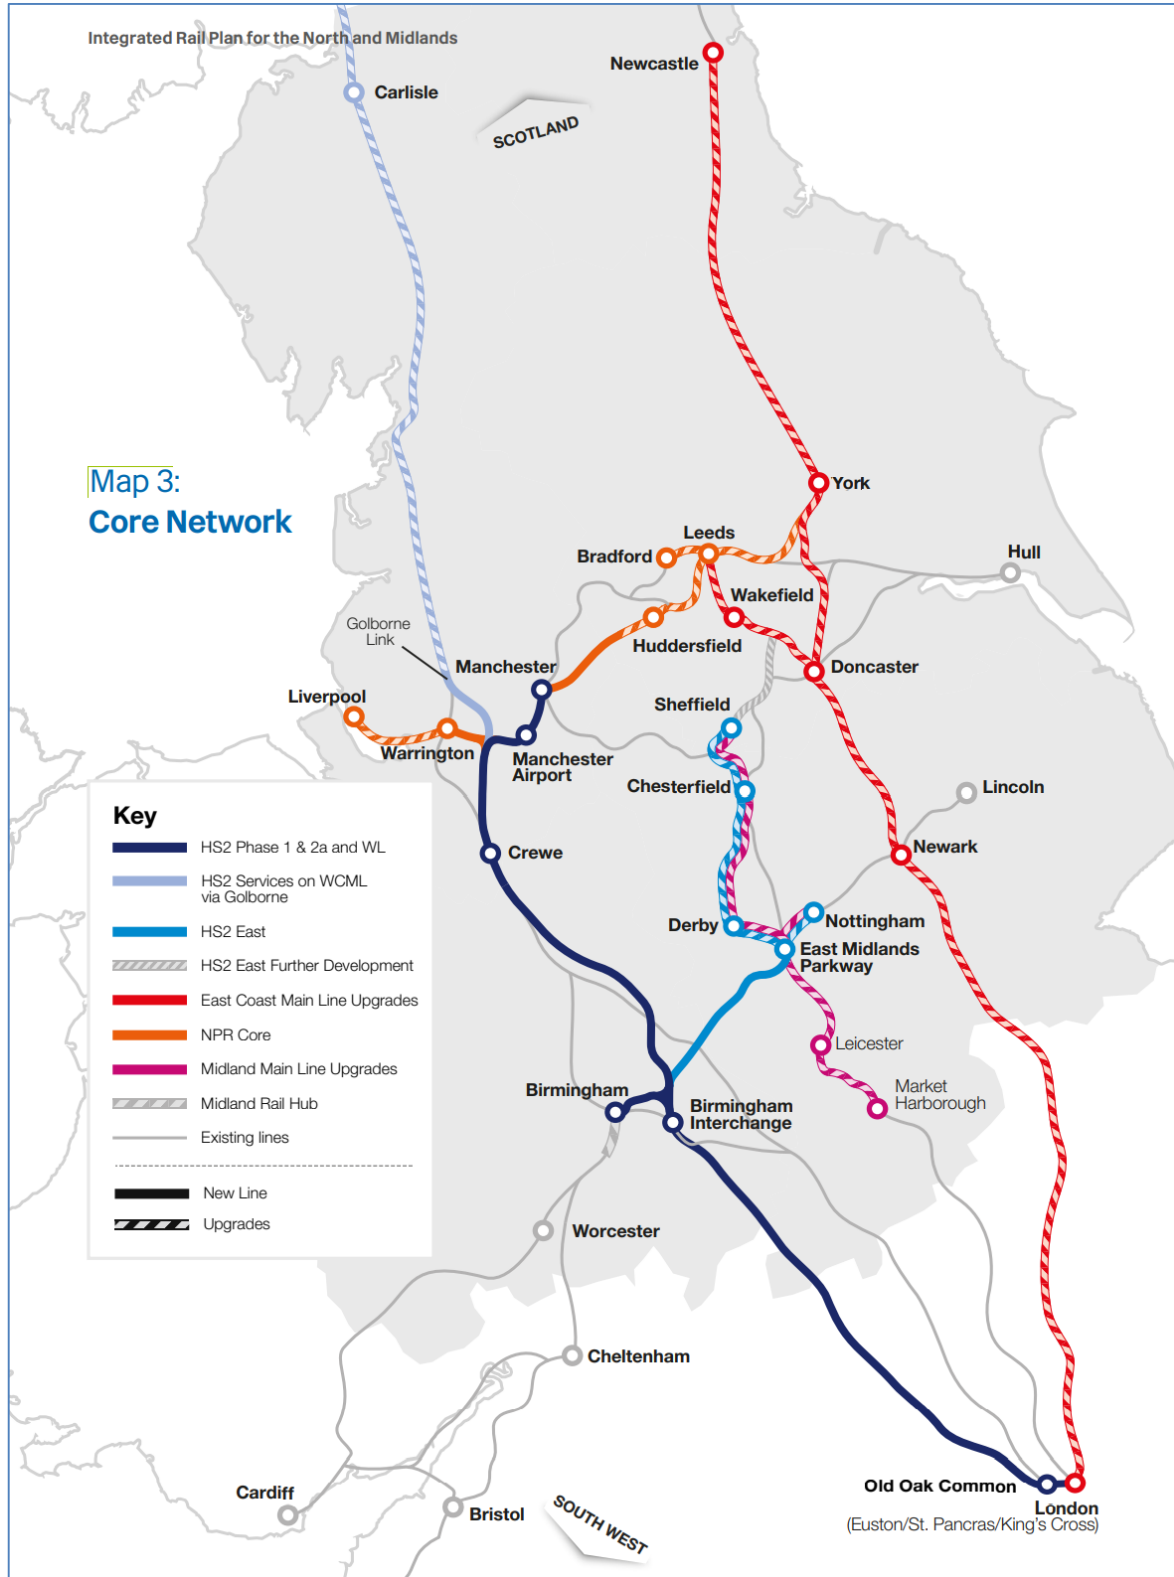 Integrated Rail Plan for the North and Midlands
Newcastle
Carlisle
SCOTLAND
Map 3:
Core Network
York
Leeds
Bradford
Hull
Wakefield
Golborne
Link
Huddersfield
Manchester
Doncaster
Liverpool
Sheffield
Warrington
Manchester
Airport
Chesterfield
Lincoln
Key
HS2 Phase 1 & 2a and WL
HS2 Services on WCML
via Golborne
HS2 East
HS2 East Further Development
East Coast Main Line Upgrades
NPR Core
Midland Main Line Upgrades
Midland Rail Hub
Existing lines
New Line
Upgrades
Crewe
Newark
Derby
Nottingham
East Midlands
Parkway
Leicester
Market
Harborough
Birmingham
Birmingham
Interchange
Worcester
Cheltenham
Cardiff
Bristol
SOUTH WEST
Old Oak Common
London
(Euston/St. Pancras/King's Cross)